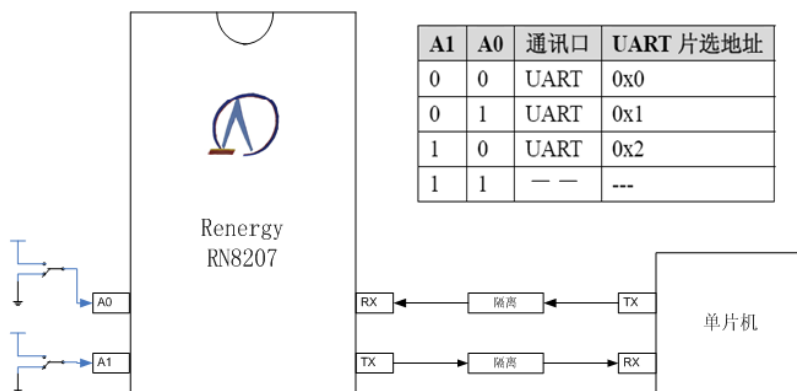 A1 A0 通讯口 UART 片选地址
0 0 UART 0x0
0 1 UART 0x1
1 0 UART 0x2
1 1 — — ---
Renergy
RN8207
A0 RX 隔离 TX
单片机
A1 TX 隔离 RX